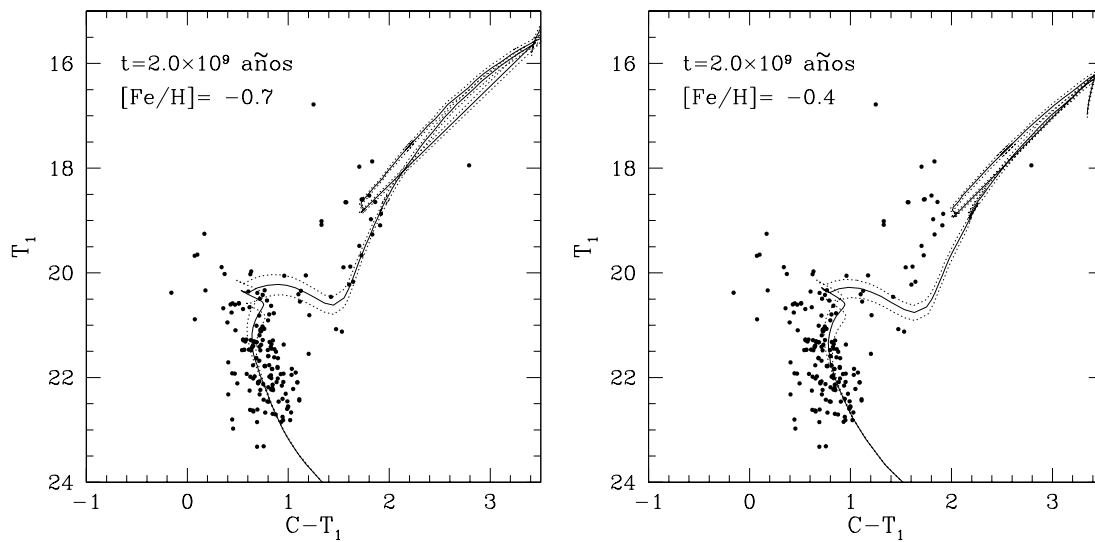 t=2.0×10⁹ años
[Fe/H]= −0.7
16
18
20
22
24
T₁
−1
0
1
2
3
C−T₁
t=2.0×10⁹ años
[Fe/H]= −0.4
16
18
20
22
24
T₁
−1
0
1
2
3
C−T₁